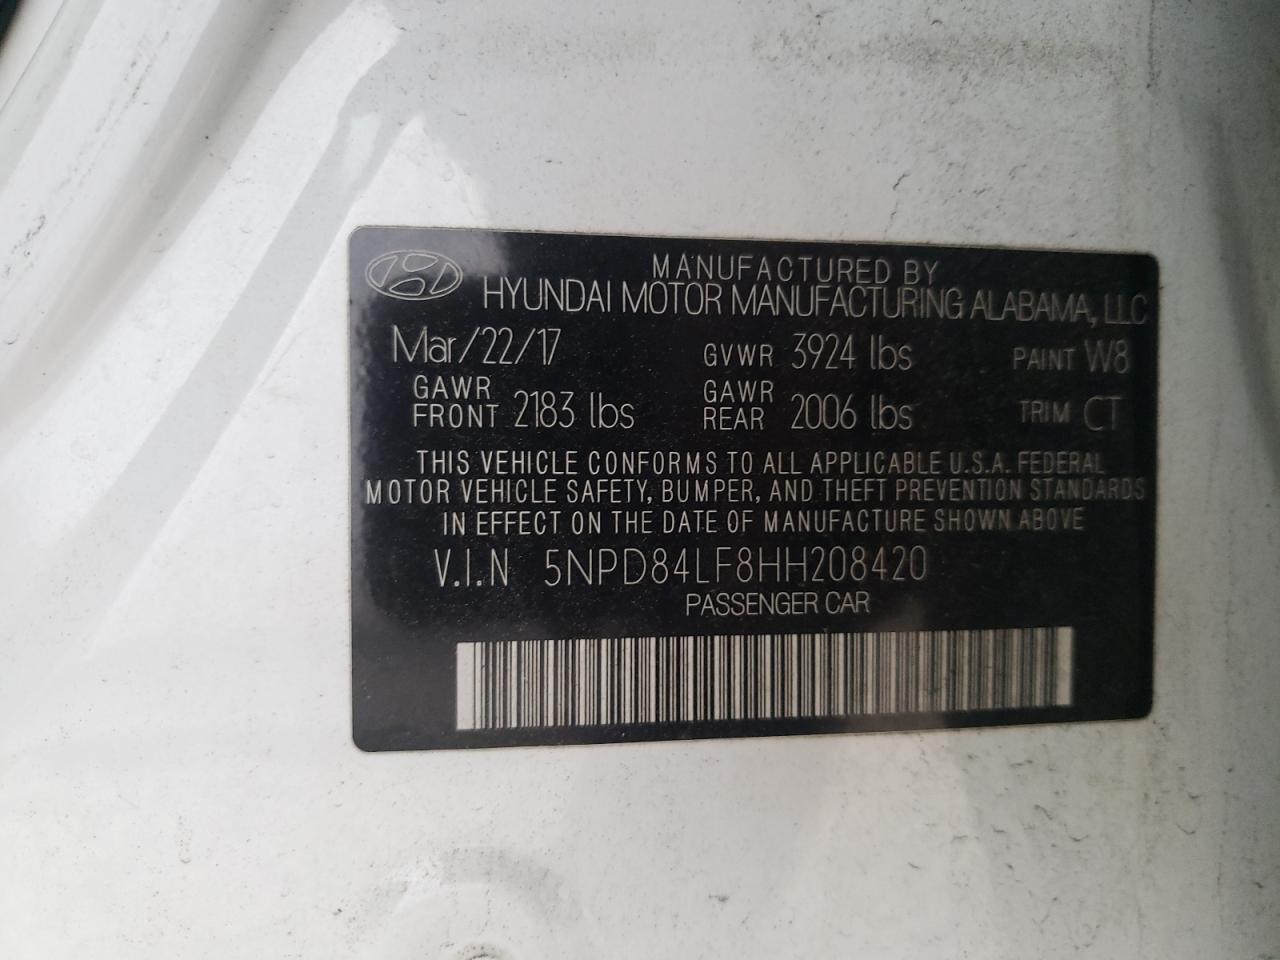 MANUFACTURED BY
HYUNDAI MOTOR MANUFACTURING ALABAMA, LLC
Mar/22/17 GVWR 3924 lbs PAINT W8
GAWR FRONT 2183 lbs GAWR REAR 2006 lbs TRIM CT
THIS VEHICLE CONFORMS TO ALL APPLICABLE U.S.A. FEDERAL
MOTOR VEHICLE SAFETY, BUMPER, AND THEFT PREVENTION STANDARDS
IN EFFECT ON THE DATE OF MANUFACTURE SHOWN ABOVE
V.I.N 5NPD84LF8HH208420
PASSENGER CAR